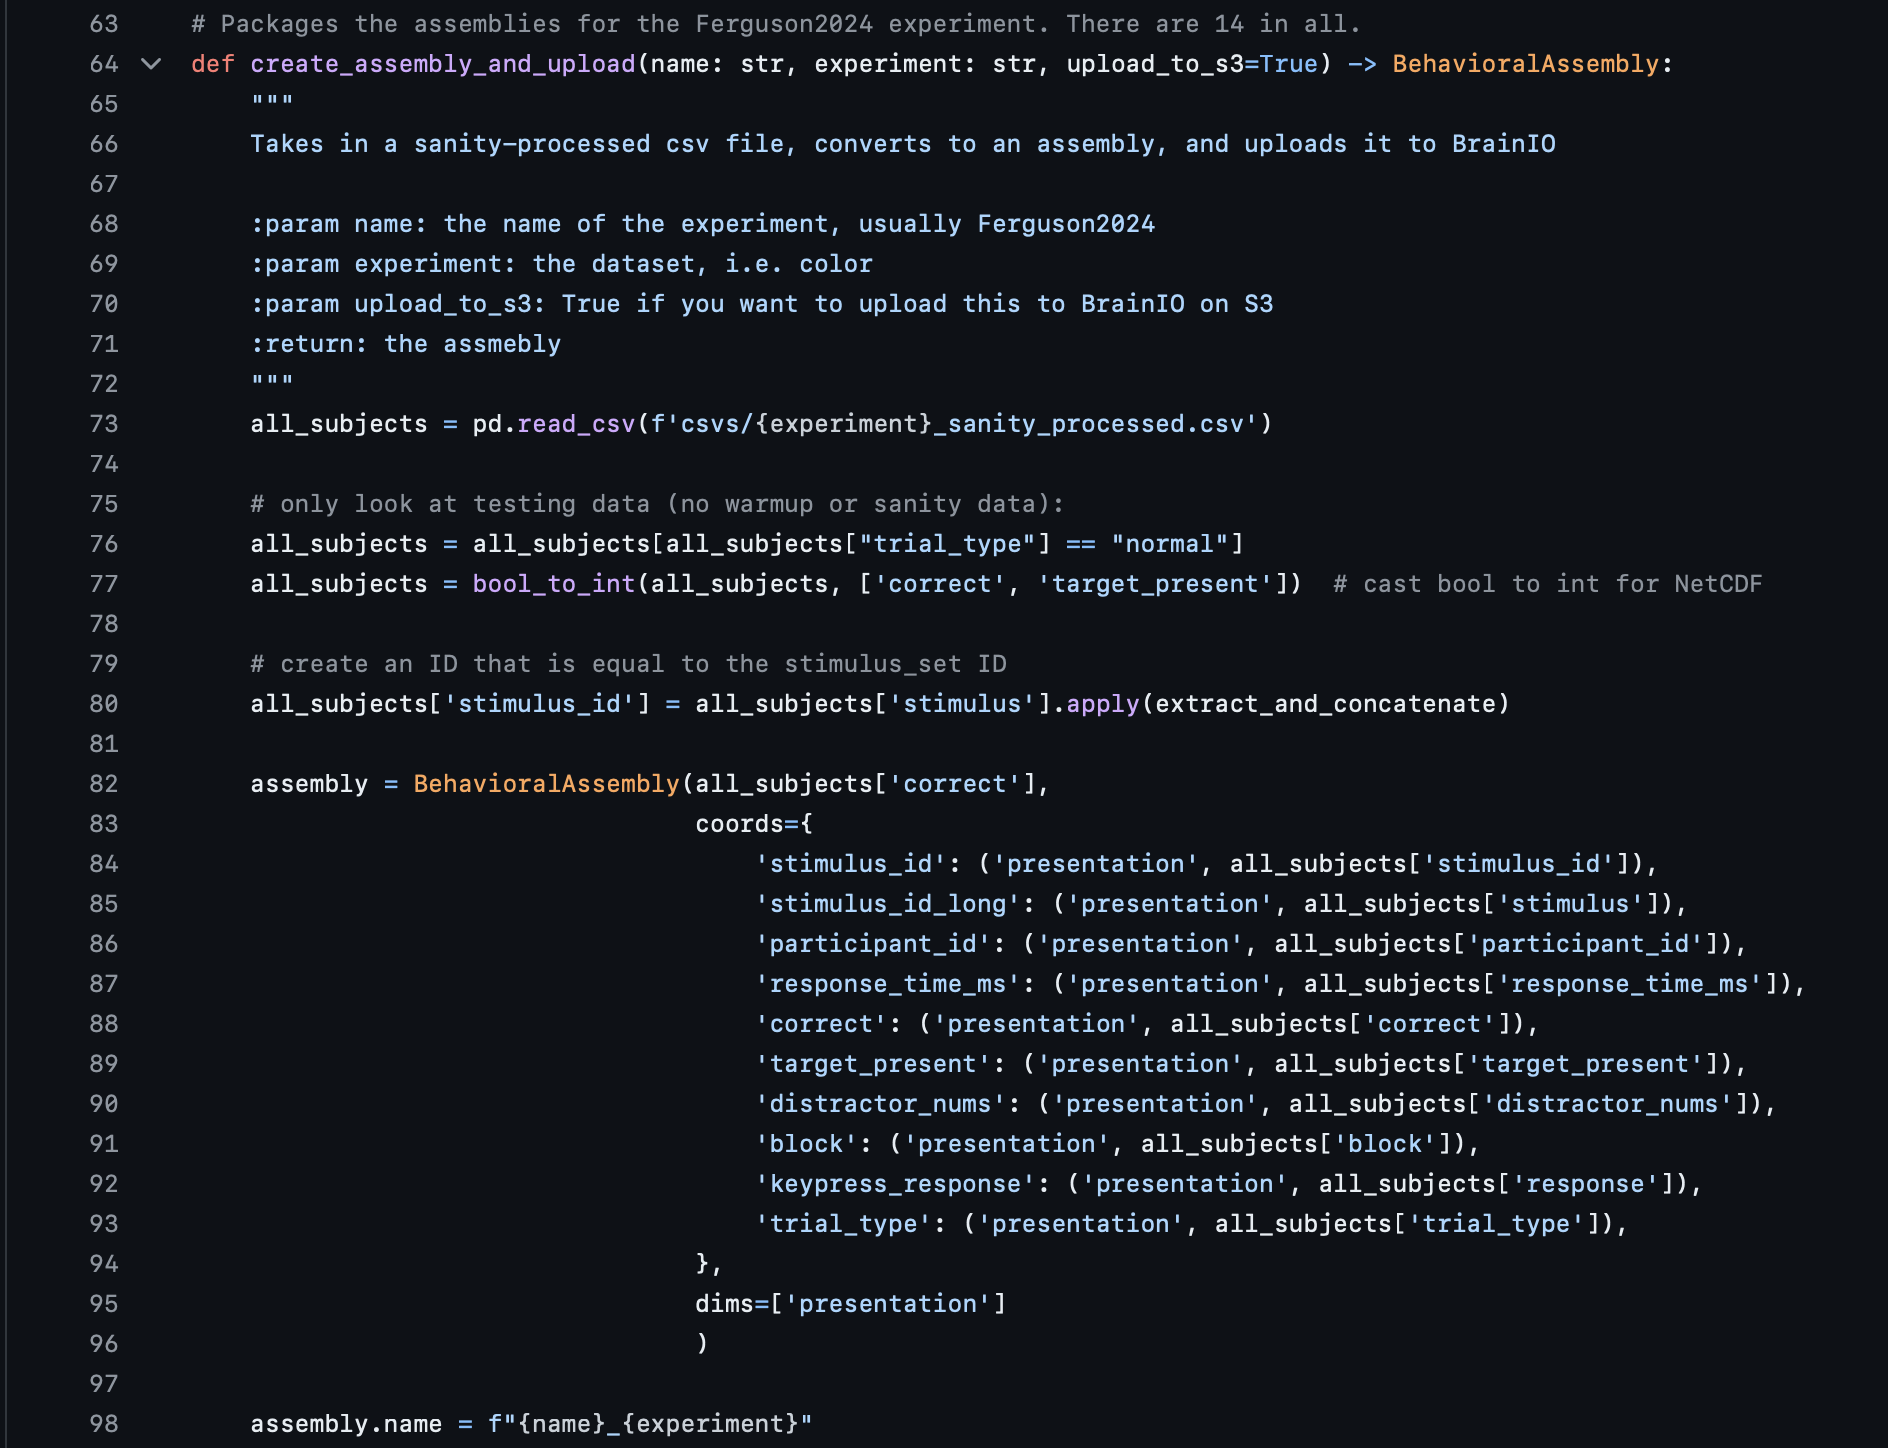 63 # Packages the assemblies for the Ferguson2024 experiment. There are 14 in all.
64 def create_assembly_and_upload(name: str, experiment: str, upload_to_s3=True) -> BehavioralAssembly:
65     """
66     Takes in a sanity-processed csv file, converts to an assembly, and uploads it to BrainIO
67
68     :param name: the name of the experiment, usually Ferguson2024
69     :param experiment: the dataset, i.e. color
70     :param upload_to_s3: True if you want to upload this to BrainIO on S3
71     :return: the assmebly
72     """
73     all_subjects = pd.read_csv(f'csvs/{experiment}_sanity_processed.csv')
74
75     # only look at testing data (no warmup or sanity data):
76     all_subjects = all_subjects[all_subjects["trial_type"] == "normal"]
77     all_subjects = bool_to_int(all_subjects, ['correct', 'target_present'])  # cast bool to int for NetCDF
78
79     # create an ID that is equal to the stimulus_set ID
80     all_subjects['stimulus_id'] = all_subjects['stimulus'].apply(extract_and_concatenate)
81
82     assembly = BehavioralAssembly(all_subjects['correct'],
83                                   coords={
84                                       'stimulus_id': ('presentation', all_subjects['stimulus_id']),
85                                       'stimulus_id_long': ('presentation', all_subjects['stimulus']),
86                                       'participant_id': ('presentation', all_subjects['participant_id']),
87                                       'response_time_ms': ('presentation', all_subjects['response_time_ms']),
88                                       'correct': ('presentation', all_subjects['correct']),
89                                       'target_present': ('presentation', all_subjects['target_present']),
90                                       'distractor_nums': ('presentation', all_subjects['distractor_nums']),
91                                       'block': ('presentation', all_subjects['block']),
92                                       'keypress_response': ('presentation', all_subjects['response']),
93                                       'trial_type': ('presentation', all_subjects['trial_type']),
94                                   },
95                                   dims=['presentation']
96                                   )
97
98     assembly.name = f"{name}_{experiment}"